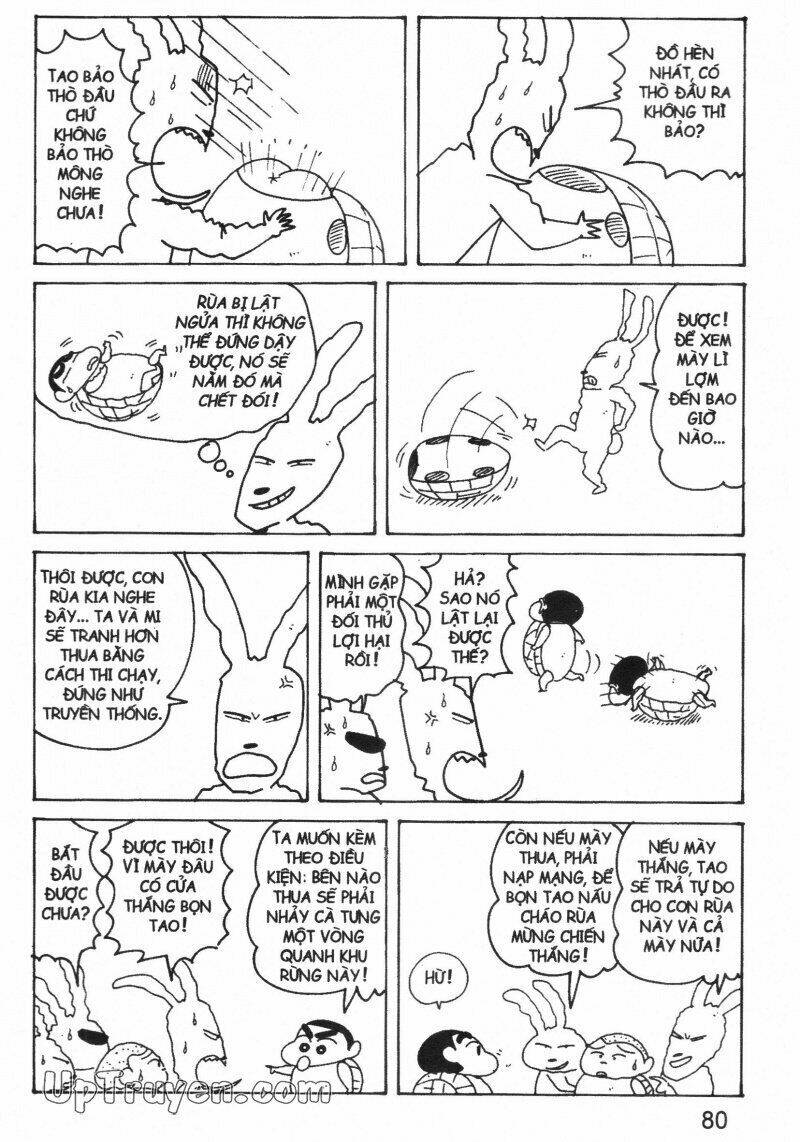 ĐỒ HÈN
NHÁT, CÓ
THÒ ĐẦU RA
KHÔNG THÌ
BẢO?
TAO BẢO
THÒ ĐẦU
CHỨ
KHÔNG
BẢO THÒ
MÔNG
NGHE
CHƯA!
ĐƯỢC!
ĐỂ XEM
MÀY LÌ
LỢM
ĐẾN BAO
GIỜ
NÀO...
RÙA BỊ LẬT
NGỬA THÌ KHÔNG
THỂ ĐỨNG DẬY
ĐƯỢC, NÓ SẼ
NẰM ĐÓ MÀ
CHẾT ĐÓI!
HẢ?
SAO NÓ
LẬT LẠI
ĐƯỢC
THẾ?
MÌNH GẶP
PHẢI MỘT
ĐỐI THỦ
LỢI HẠI
RỒI!
THÔI ĐƯỢC, CON
RÙA KIA NGHE
ĐÂY... TA VÀ MI
SẼ TRANH HƠN
THUA BẰNG
CÁCH THI CHẠY,
ĐÚNG NHƯ
TRUYỀN THỐNG.
NẾU MÀY
THẮNG, TAO
SẼ TRẢ TỰ DO
CHO CON RÙA
NÀY VÀ CẢ
MÀY NỮA!
CÒN NẾU MÀY
THUA, PHẢI
NẠP MẠNG, ĐỂ
BỌN TAO NẤU
CHÁO RÙA
MỪNG CHIẾN
THẮNG!
HỪ!
TA MUỐN KÈM
THEO ĐIỀU
KIỆN: BÊN NÀO
THUA SẼ PHẢI
NHẢY CÀ TƯNG
MỘT VÒNG
QUANH KHU
RỪNG NÀY!
ĐƯỢC THÔI!
VÌ MÀY ĐÂU
CÓ CỬA
THẮNG BỌN
TAO!
BẮT
ĐẦU
ĐƯỢC
CHƯA?
UpTruyen.com
80